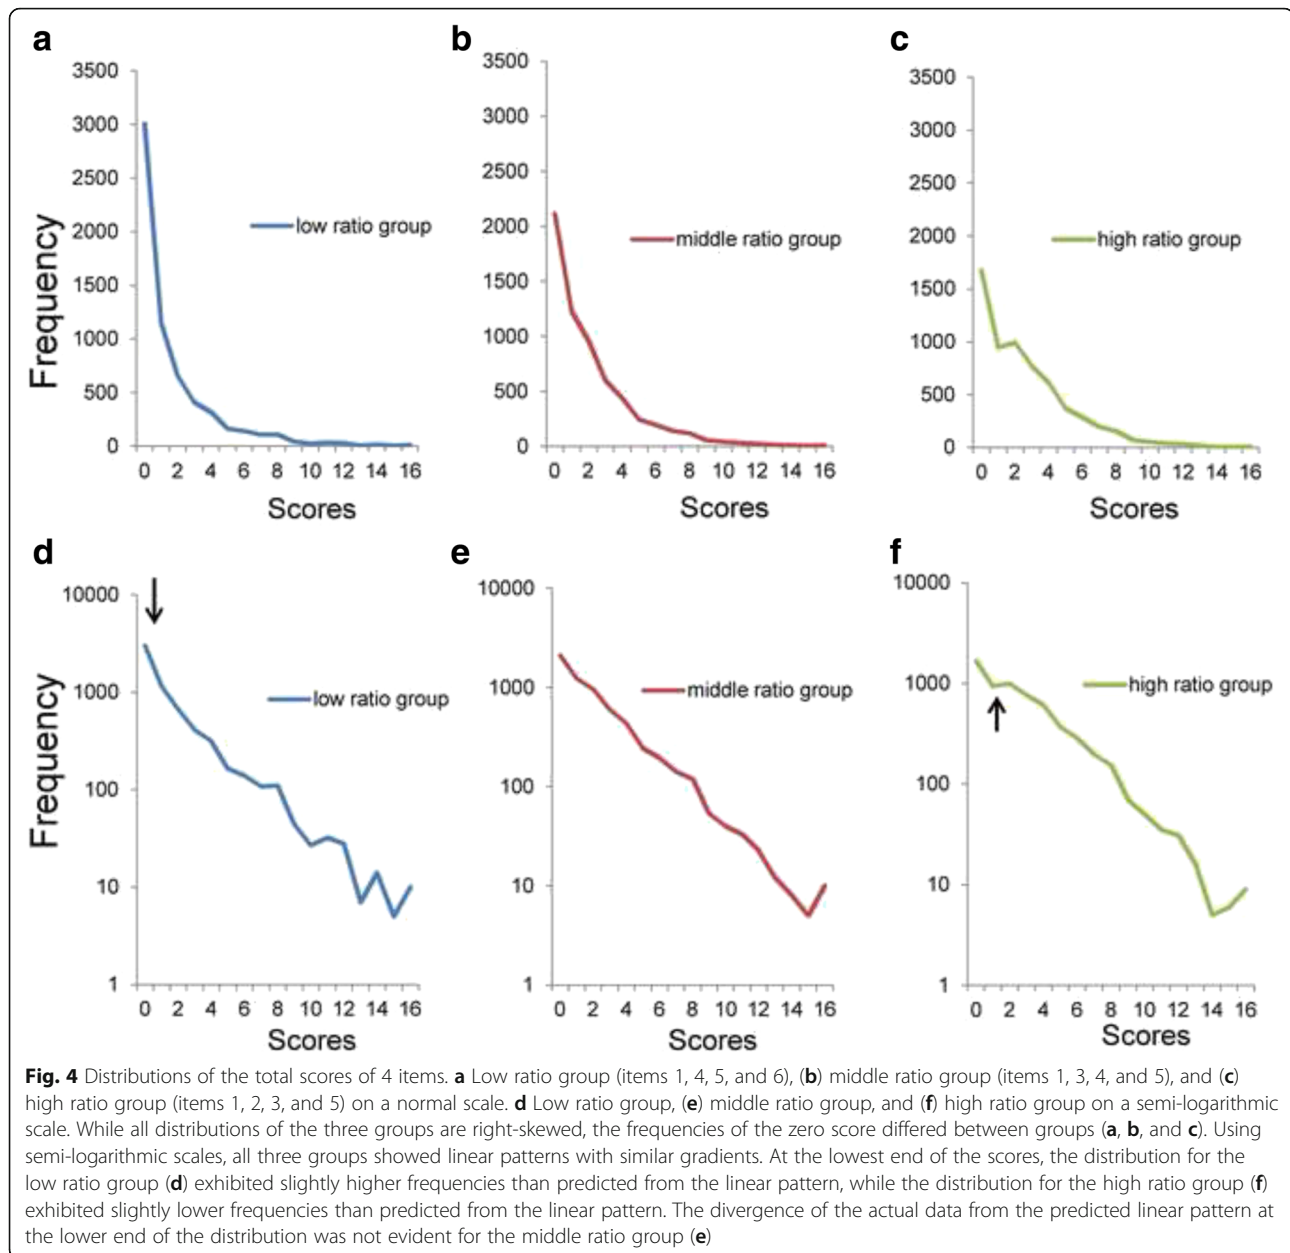 a
3500
3000
2500
2000
1500
1000
500
0
0 2 4 6 8 10 12 14 16
Frequency
Scores
low ratio group
b
3500
3000
2500
2000
1500
1000
500
0
0 2 4 6 8 10 12 14 16
Scores
middle ratio group
c
3500
3000
2500
2000
1500
1000
500
0
0 2 4 6 8 10 12 14 16
Scores
high ratio group
d
10000
1000
100
10
1
0 2 4 6 8 10 12 14 16
Frequency
Scores
low ratio group
e
10000
1000
100
10
1
0 2 4 6 8 10 12 14 16
Scores
middle ratio group
f
10000
1000
100
10
1
0 2 4 6 8 10 12 14 16
Scores
high ratio group
Fig. 4 Distributions of the total scores of 4 items. a Low ratio group (items 1, 4, 5, and 6), (b) middle ratio group (items 1, 3, 4, and 5), and (c)
high ratio group (items 1, 2, 3, and 5) on a normal scale. d Low ratio group, (e) middle ratio group, and (f) high ratio group on a semi-logarithmic
scale. While all distributions of the three groups are right-skewed, the frequencies of the zero score differed between groups (a, b, and c). Using
semi-logarithmic scales, all three groups showed linear patterns with similar gradients. At the lowest end of the scores, the distribution for the
low ratio group (d) exhibited slightly higher frequencies than predicted from the linear pattern, while the distribution for the high ratio group (f)
exhibited slightly lower frequencies than predicted from the linear pattern. The divergence of the actual data from the predicted linear pattern at
the lower end of the distribution was not evident for the middle ratio group (e)